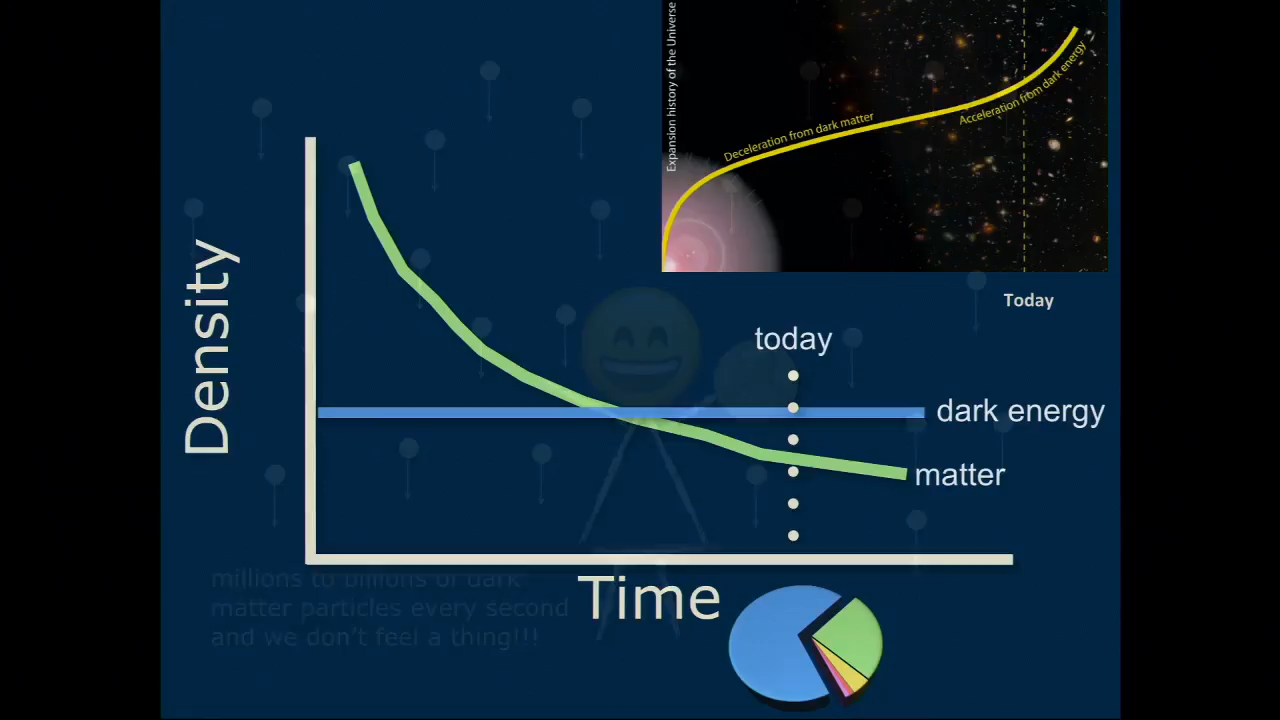 Expansion history of the Universe
Deceleration from dark matter
Acceleration from dark energy
Today
today
Density
dark energy
matter
Time
millions to billions of dark
matter particles every second
and we don't feel a thing!!!